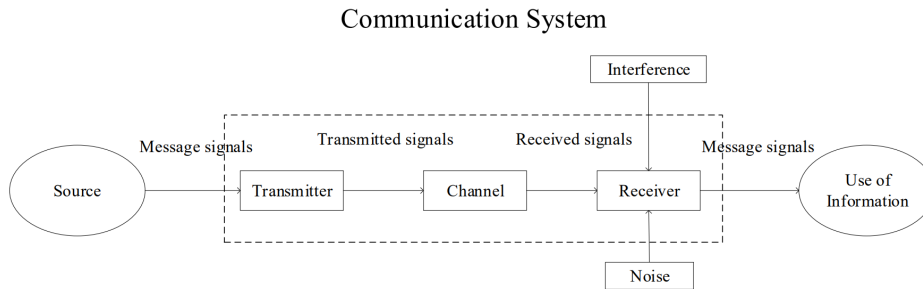 Communication System
Interference
Message signals
Transmitted signals
Received signals
Message signals
Source
Transmitter
Channel
Receiver
Use of
Information
Noise